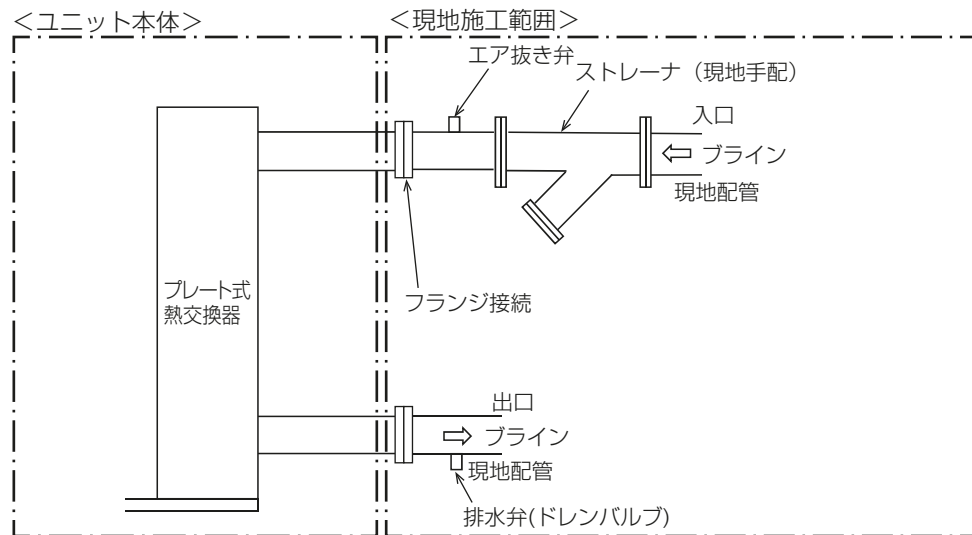 ＜ユニット本体＞
＜現地施工範囲＞
エア抜き弁
ストレーナ（現地手配）
入口
ブライン
現地配管
フランジ接続
プレート式
熱交換器
出口
ブライン
現地配管
排水弁(ドレンバルブ)